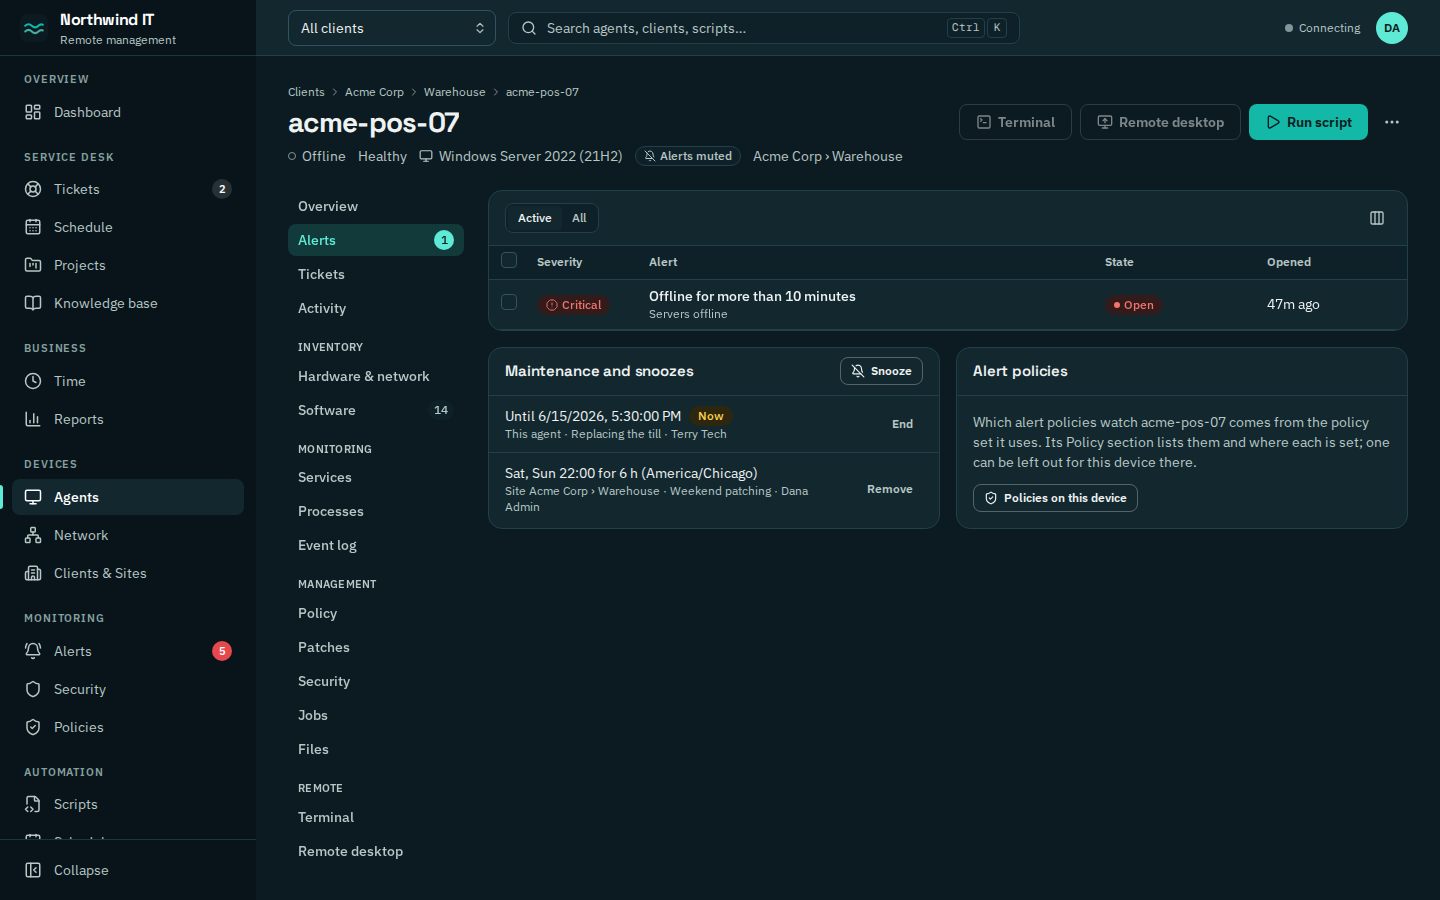 Northwind IT
Remote management
All clients
Search agents, clients, scripts...
Ctrl K
Connecting
DA
OVERVIEW
Dashboard
SERVICE DESK
Tickets 2
Schedule
Projects
Knowledge base
BUSINESS
Time
Reports
DEVICES
Agents
Network
Clients & Sites
MONITORING
Alerts 5
Security
Policies
AUTOMATION
Scripts
Collapse
Clients > Acme Corp > Warehouse > acme-pos-07
acme-pos-07
Offline Healthy Windows Server 2022 (21H2) Alerts muted Acme Corp › Warehouse
Terminal
Remote desktop
Run script
Overview
Alerts 1
Tickets
Activity
INVENTORY
Hardware & network
Software 14
MONITORING
Services
Processes
Event log
MANAGEMENT
Policy
Patches
Security
Jobs
Files
REMOTE
Terminal
Remote desktop
Active All
Severity Alert State Opened
Critical Offline for more than 10 minutes Open 47m ago
Servers offline
Maintenance and snoozes
Snooze
Until 6/15/2026, 5:30:00 PM Now
This agent · Replacing the till · Terry Tech
End
Sat, Sun 22:00 for 6 h (America/Chicago)
Site Acme Corp › Warehouse · Weekend patching · Dana
Admin
Remove
Alert policies
Which alert policies watch acme-pos-07 comes from the policy
set it uses. Its Policy section lists them and where each is set; one
can be left out for this device there.
Policies on this device